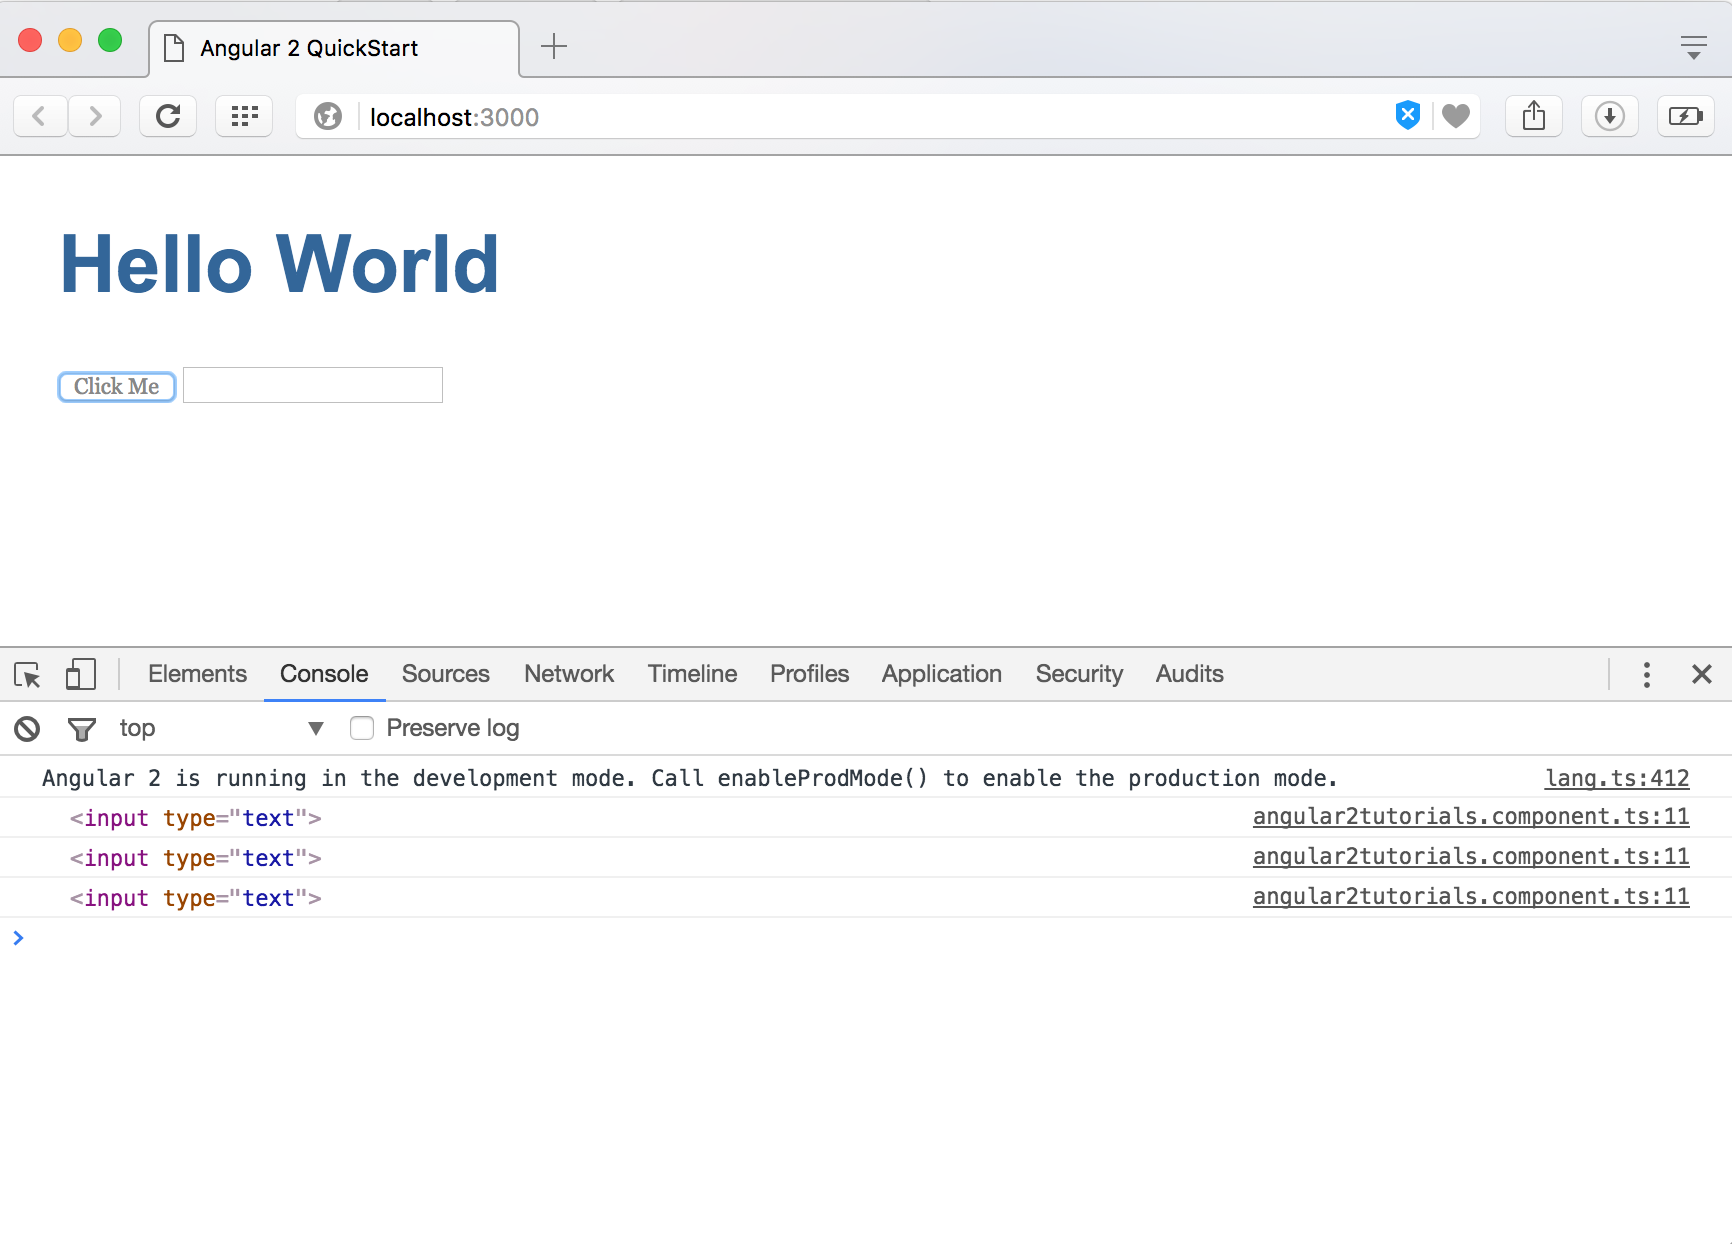 Angular 2 QuickStart
localhost:3000
Hello World
Click Me
Elements Console Sources Network Timeline Profiles Application Security Audits
top Preserve log
Angular 2 is running in the development mode. Call enableProdMode() to enable the production mode. lang.ts:412
<input type="text"> angular2tutorials.component.ts:11
<input type="text"> angular2tutorials.component.ts:11
<input type="text"> angular2tutorials.component.ts:11